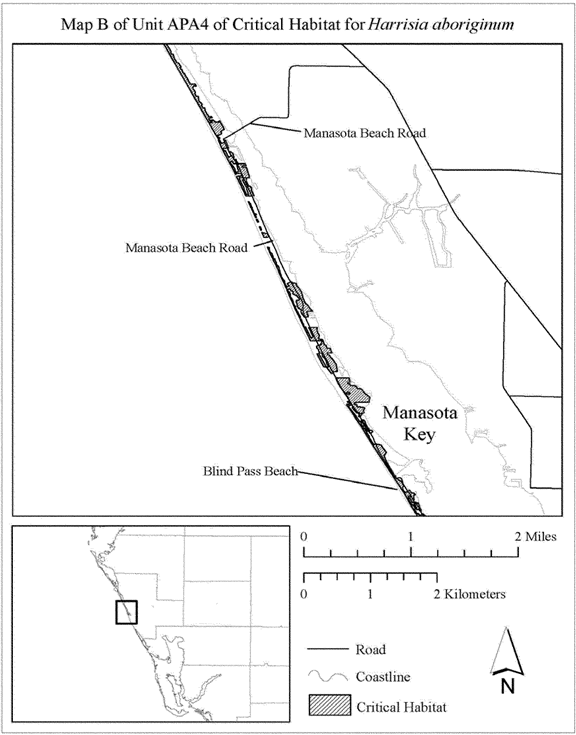 Map B of Unit APA4 of Critical Habitat for Harrisia aboriginum
Manasota Beach Road
Manasota Beach Road
Manasota
Key
Blind Pass Beach
0 1 2 Miles
0 1 2 Kilometers
Road
Coastline
Critical Habitat
N